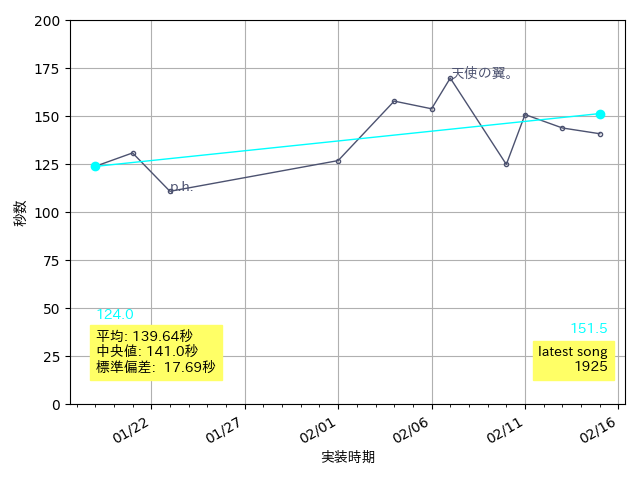 200
175
150
125
100
75
50
25
0
秒数
天使の翼。
p.h.
124.0
平均: 139.64秒
中央値: 141.0秒
標準偏差: 17.69秒
151.5
latest song
1925
01/22
01/27
02/01
02/06
02/11
02/16
実装時期